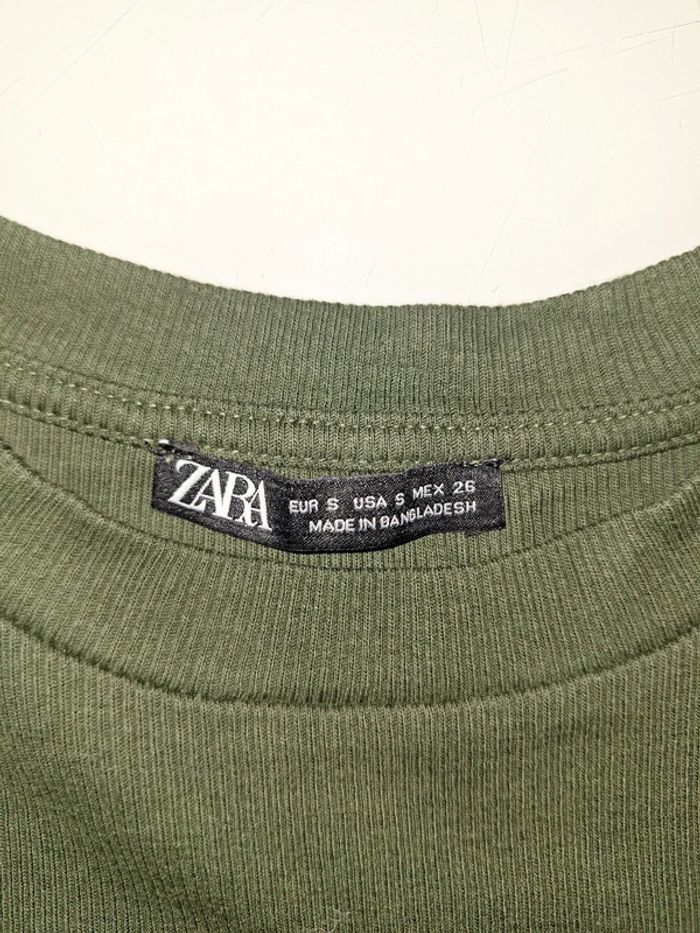 ZARA
EUR S USA S MEX 26
MADE IN BANGLADESH